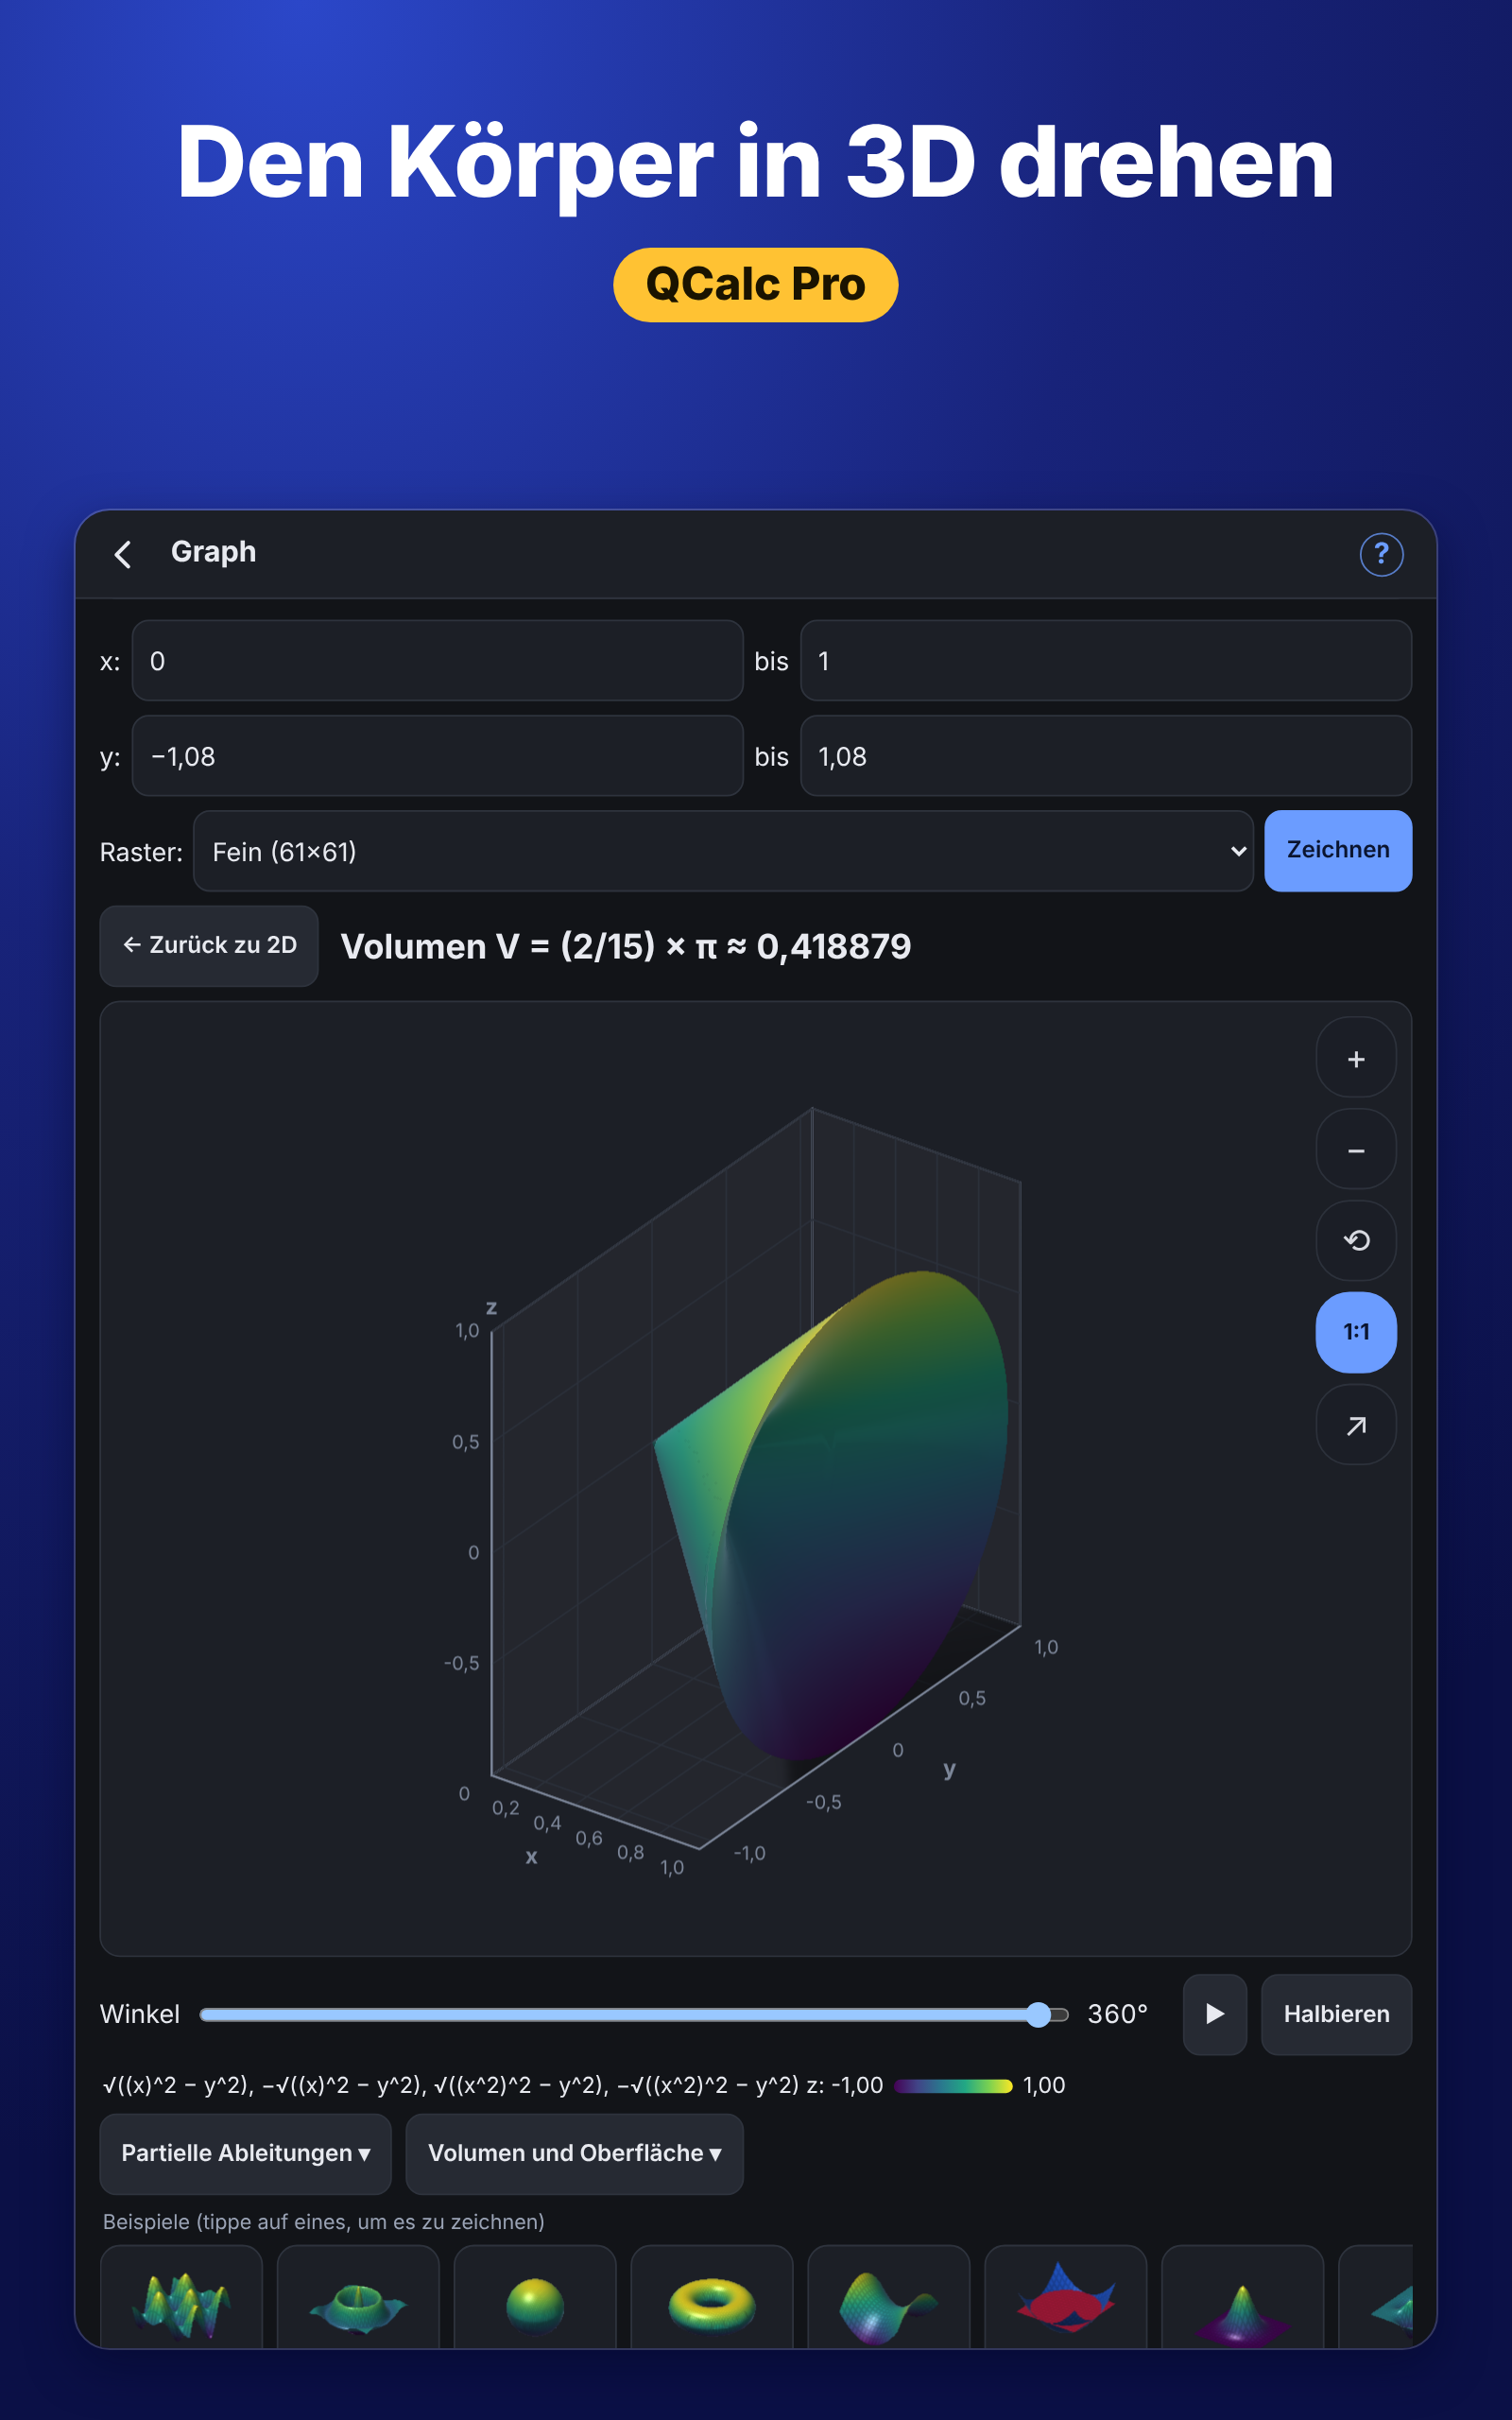 Den Körper in 3D drehen
QCalc Pro
Graph
?
x: 0 bis 1
y: −1,08 bis 1,08
Raster: Fein (61×61) Zeichnen
← Zurück zu 2D Volumen V = (2/15) × π ≈ 0,418879
+
−
⟲
1:1
↗
z
1,0
0,5
0
-0,5
0
0,2
0,4
0,6
0,8
1,0
x
-1,0
-0,5
0
0,5
1,0
y
Winkel 360° ▶ Halbieren
√((x)^2 − y^2), −√((x)^2 − y^2), √((x^2)^2 − y^2), −√((x^2)^2 − y^2) z: -1,00 1,00
Partielle Ableitungen ▾ Volumen und Oberfläche ▾
Beispiele (tippe auf eines, um es zu zeichnen)